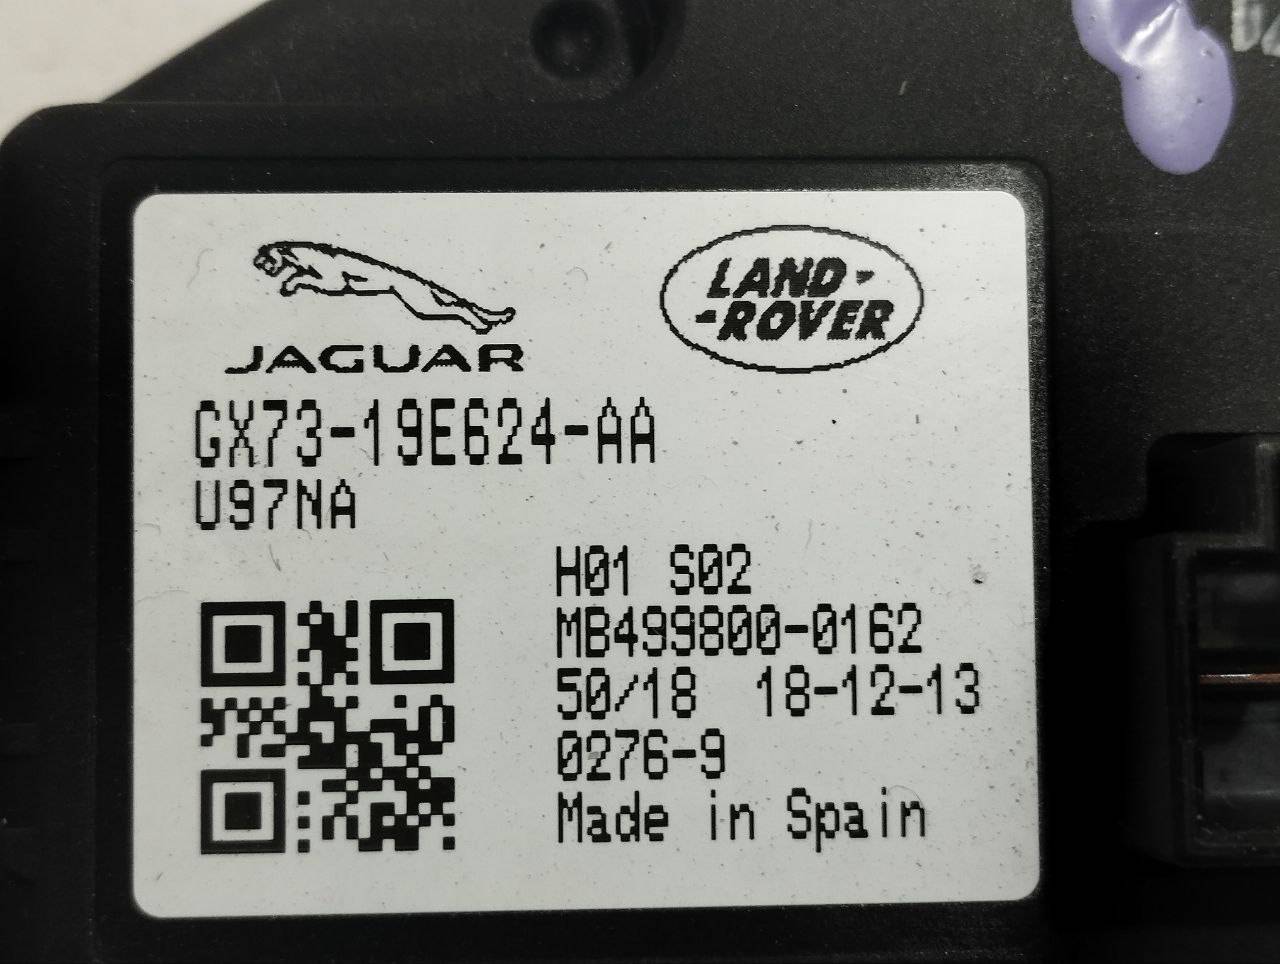 JAGUAR
LAND-
-ROVER
GX73-19E624-AA
U97NA
H01 S02
MB499800-0162
50/18 18-12-13
0276-9
Made in Spain